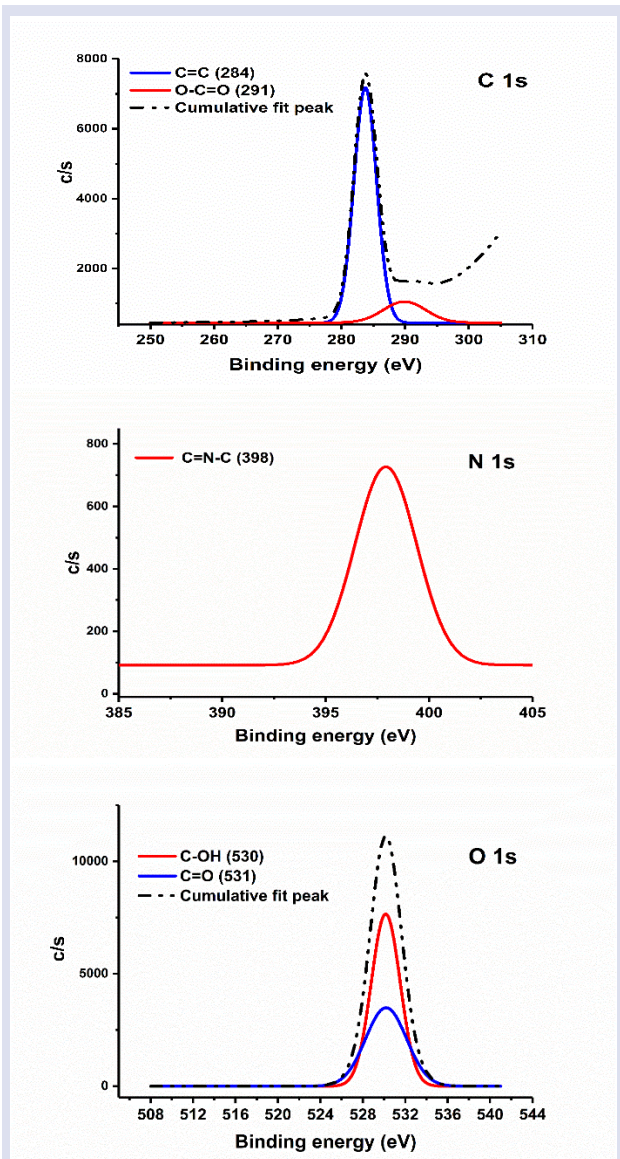 8000
C=C (284)
O-C=O (291)
Cumulative fit peak
C 1s
6000
4000
2000
c/s
250 260 270 280 290 300 310
Binding energy (eV)
800
C=N-C (398)
N 1s
600
400
200
0
c/s
385 390 395 400 405
Binding energy (eV)
C-OH (530)
C=O (531)
Cumulative fit peak
O 1s
10000
5000
0
c/s
508 512 516 520 524 528 532 536 540 544
Binding energy (eV)